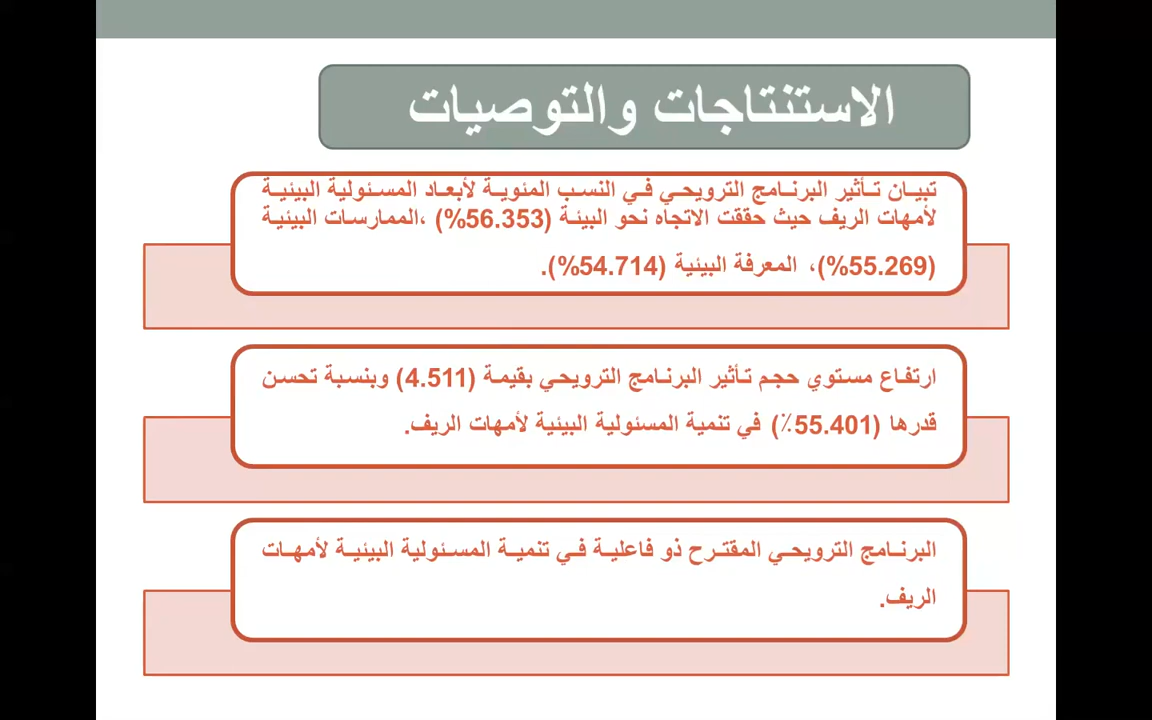 الاستنتاجات والتوصيات
تبيان تأثير البرنامج الترويحي في النسب المئوية لأبعاد المسئولية البيئية
لأمهات الريف حيث حققت الاتجاه نحو البيئة (56.353%) ،الممارسات البيئية
(55.269%)، المعرفة البيئية (54.714%).
ارتفاع مستوي حجم تأثير البرنامج الترويحي بقيمة (4.511) وبنسبة تحسن
قدرها (55.401٪) في تنمية المسئولية البيئية لأمهات الريف.
البرنامج الترويحي المقترح ذو فاعلية في تنمية المسئولية البيئية لأمهات
الريف.